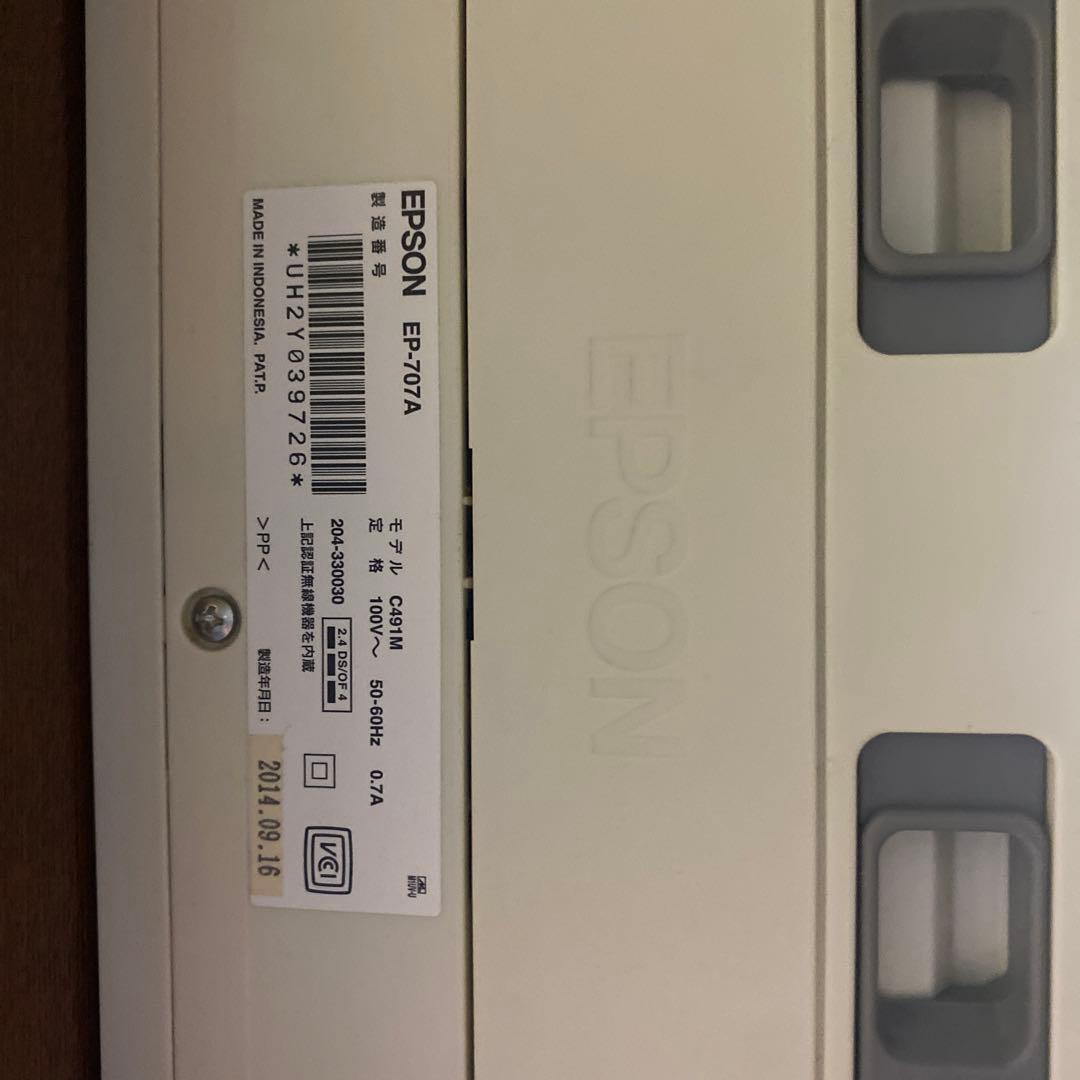 EPSON EP-707A
製造番号
*UH2Y039726*
MADE IN INDONESIA. PAT.P.
モデル C491M
定格 100V～ 50-60Hz 0.7A
204-330030
2.4 DS/OF 4
上記認証無線機器を内蔵
>PP<
製造年月日：2014.09.16
VCI
EPSON